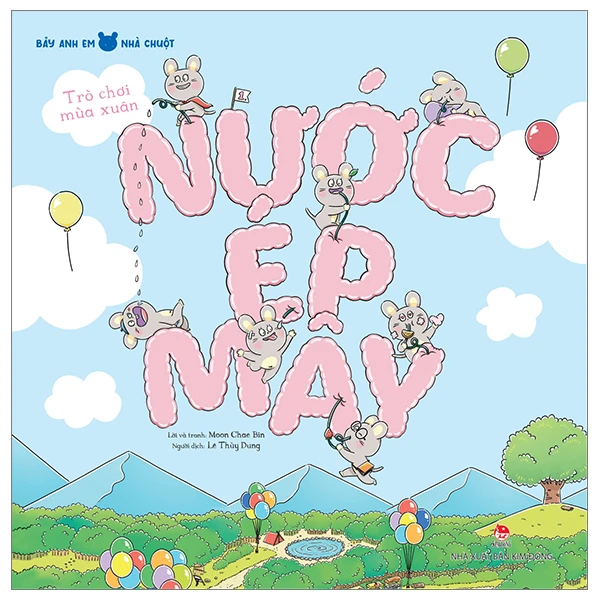 BẢY ANH EM NHÀ CHUỘT
Trò chơi
mùa xuân
1
NƯỚC
ÉP
MÂY
Lời và tranh: Moon Chae Bin
Người dịch: Lê Thùy Dung
NHÀ XUẤT BẢN KIM ĐỒNG